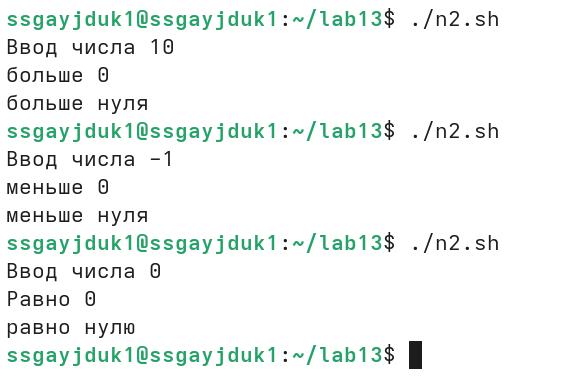 ssgayjduk1@ssgayjduk1:~/lab13$ ./n2.sh
Ввод числа 10
больше 0
больше нуля
ssgayjduk1@ssgayjduk1:~/lab13$ ./n2.sh
Ввод числа -1
меньше 0
меньше нуля
ssgayjduk1@ssgayjduk1:~/lab13$ ./n2.sh
Ввод числа 0
Равно 0
равно нулю
ssgayjduk1@ssgayjduk1:~/lab13$